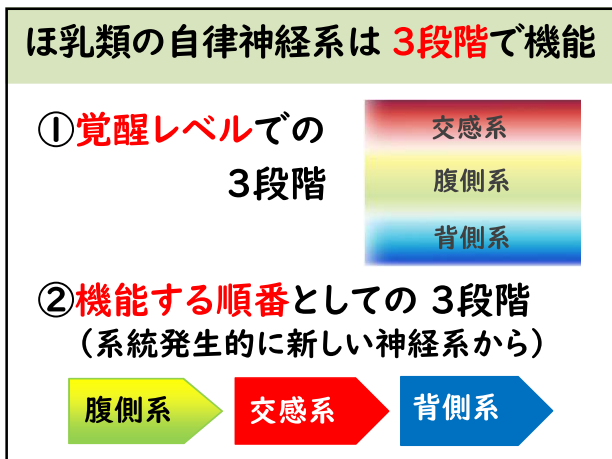 ほ乳類の自律神経系は 3段階で機能
①覚醒レベルでの
3段階
交感系
腹側系
背側系
②機能する順番としての 3段階
(系統発生的に新しい神経系から)
腹側系 交感系 背側系